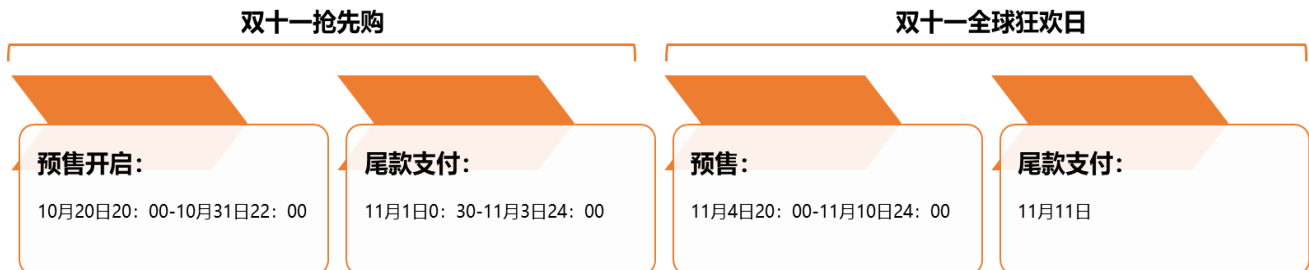 双十一抢先购
双十一全球狂欢日
预售开启：
10月20日20：00-10月31日22：00
尾款支付：
11月1日0：30-11月3日24：00
预售：
11月4日20：00-11月10日24：00
尾款支付：
11月11日